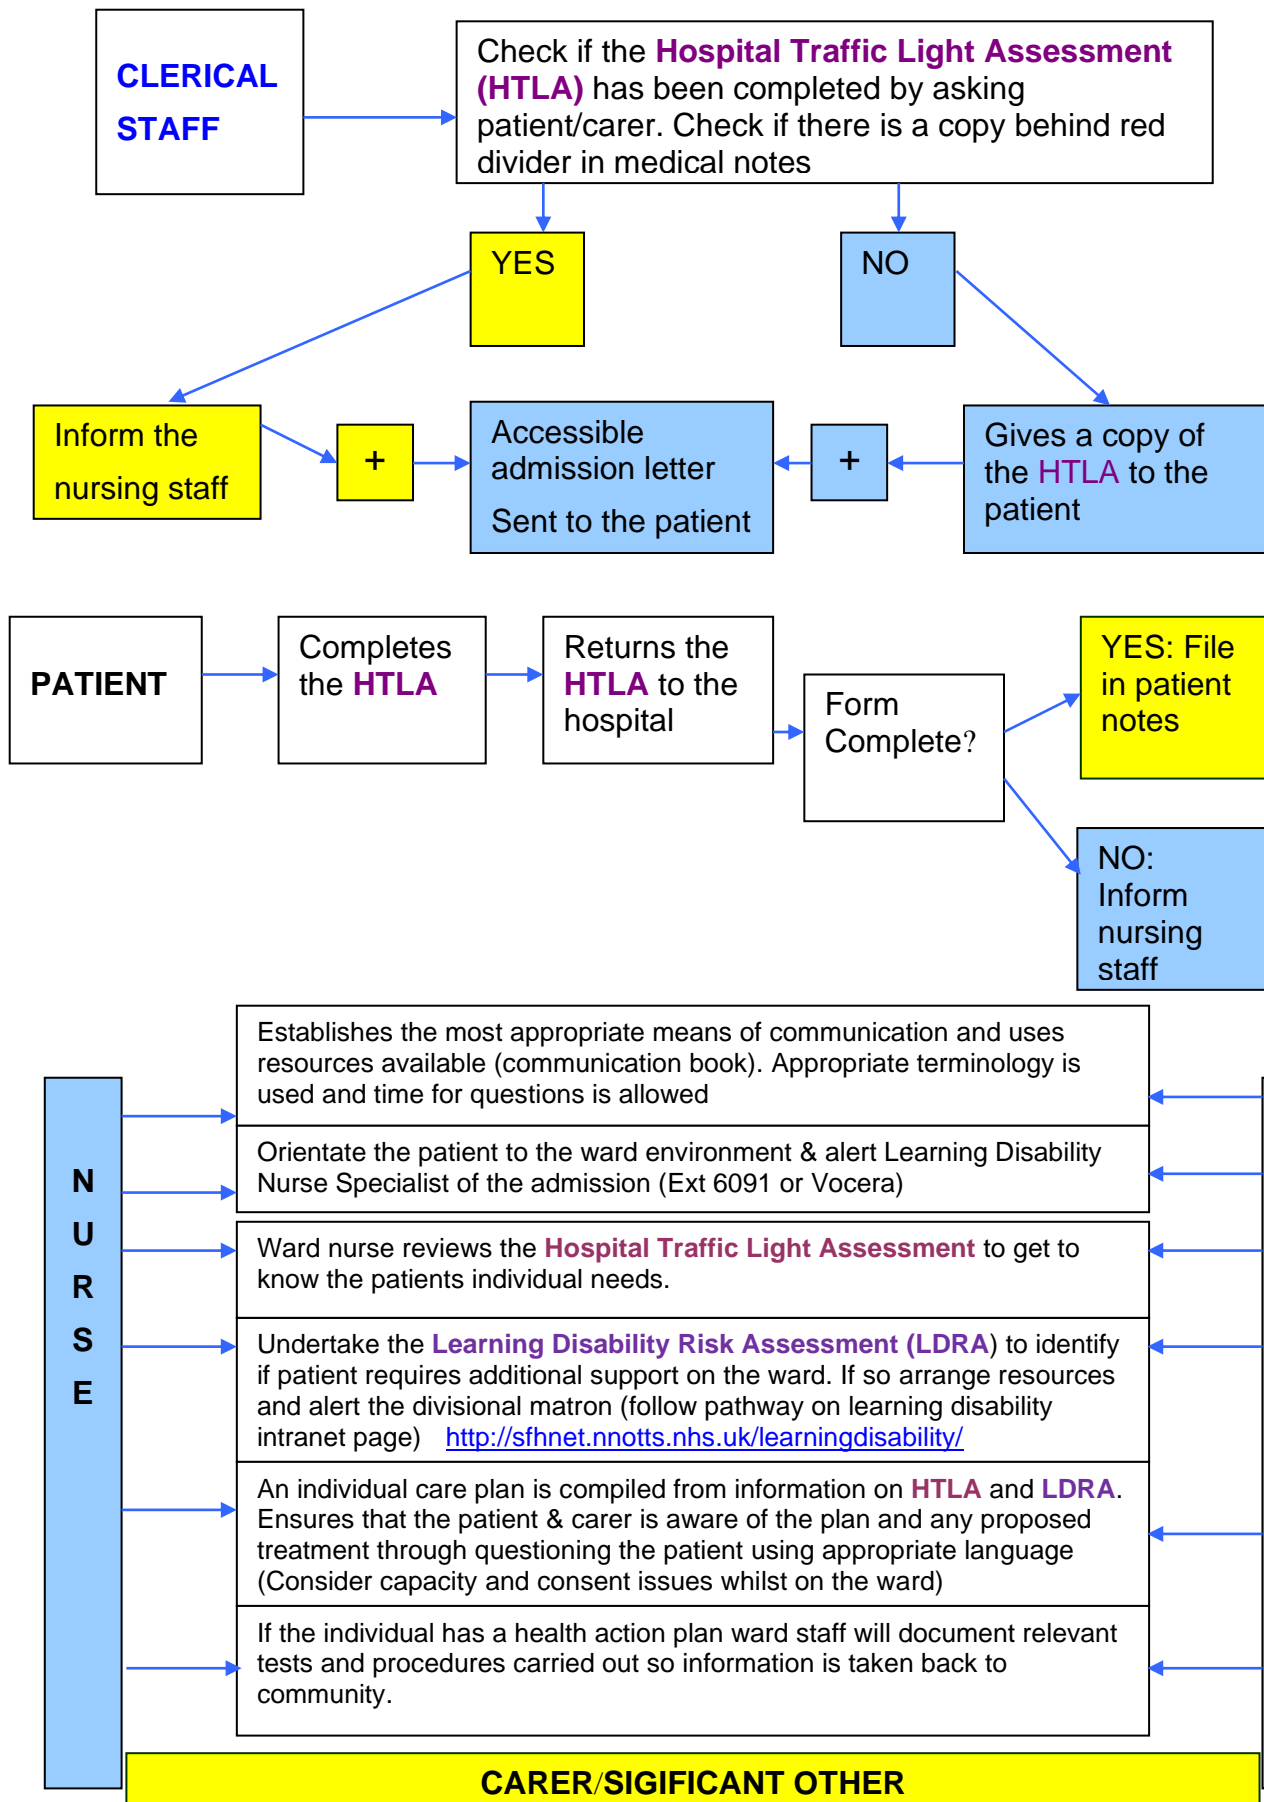 CLERICAL
STAFF
Check if the Hospital Traffic Light Assessment
(HTLA) has been completed by asking
patient/carer. Check if there is a copy behind red
divider in medical notes
YES
NO
Inform the
nursing staff
+
Accessible
admission letter
Sent to the patient
+
Gives a copy of
the HTLA to the
patient
PATIENT
Completes
the HTLA
Returns the
HTLA to the
hospital
Form
Complete?
YES: File
in patient
notes
NO:
Inform
nursing
staff
N
U
R
S
E
Establishes the most appropriate means of communication and uses
resources available (communication book). Appropriate terminology is
used and time for questions is allowed
Orientate the patient to the ward environment & alert Learning Disability
Nurse Specialist of the admission (Ext 6091 or Vocera)
Ward nurse reviews the Hospital Traffic Light Assessment to get to
know the patients individual needs.
Undertake the Learning Disability Risk Assessment (LDRA) to identify
if patient requires additional support on the ward. If so arrange resources
and alert the divisional matron (follow pathway on learning disability
intranet page) http://sfhnet.nnotts.nhs.uk/learningdisability/
An individual care plan is compiled from information on HTLA and LDRA.
Ensures that the patient & carer is aware of the plan and any proposed
treatment through questioning the patient using appropriate language
(Consider capacity and consent issues whilst on the ward)
If the individual has a health action plan ward staff will document relevant
tests and procedures carried out so information is taken back to
community.
CARER/SIGIFICANT OTHER